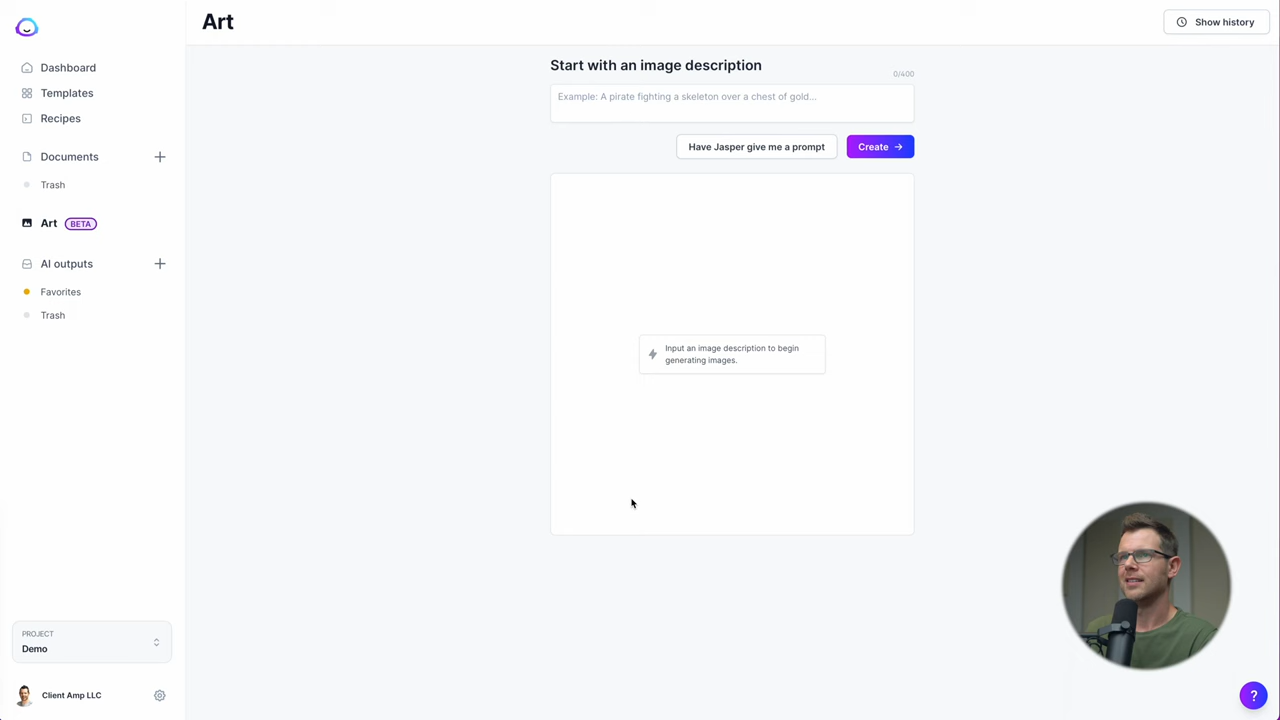 Art
Show history
Dashboard
Templates
Recipes
Documents
Trash
Art BETA
AI outputs
Favorites
Trash
Start with an image description
0/400
Example: A pirate fighting a skeleton over a chest of gold...
Have Jasper give me a prompt
Create →
Input an image description to begin
generating images.
PROJECT
Demo
Client Amp LLC
?